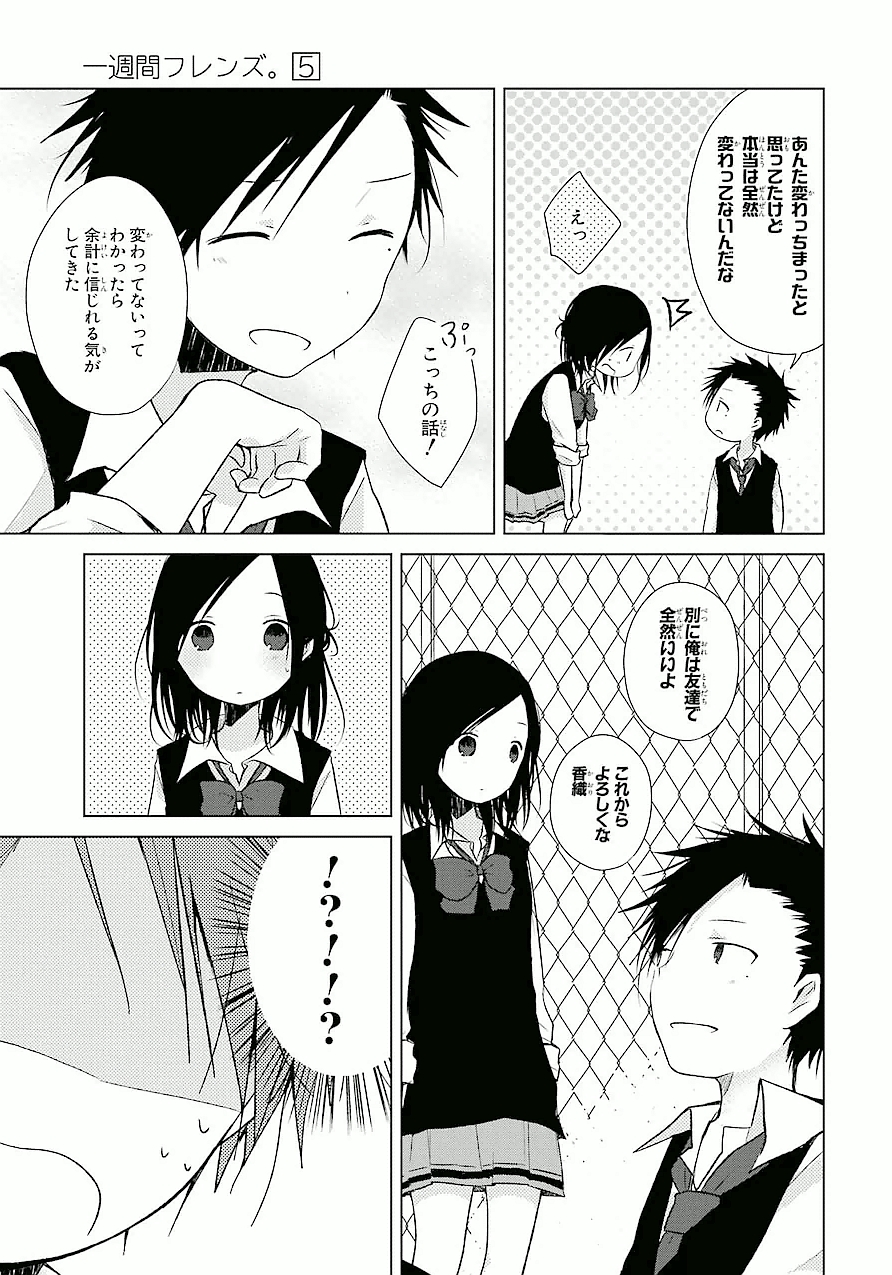 一週間フレンズ。5
あんた変わっちまったと
思ってたけど
本当は全然
変わってないんだな
えっ
ぷーっ
こっちの話!
変わってないって
わかったら
余計に信じれる気が
してきた
別に俺は友達で
全然いいよ
これから
よろしくな
香織
!?!!?